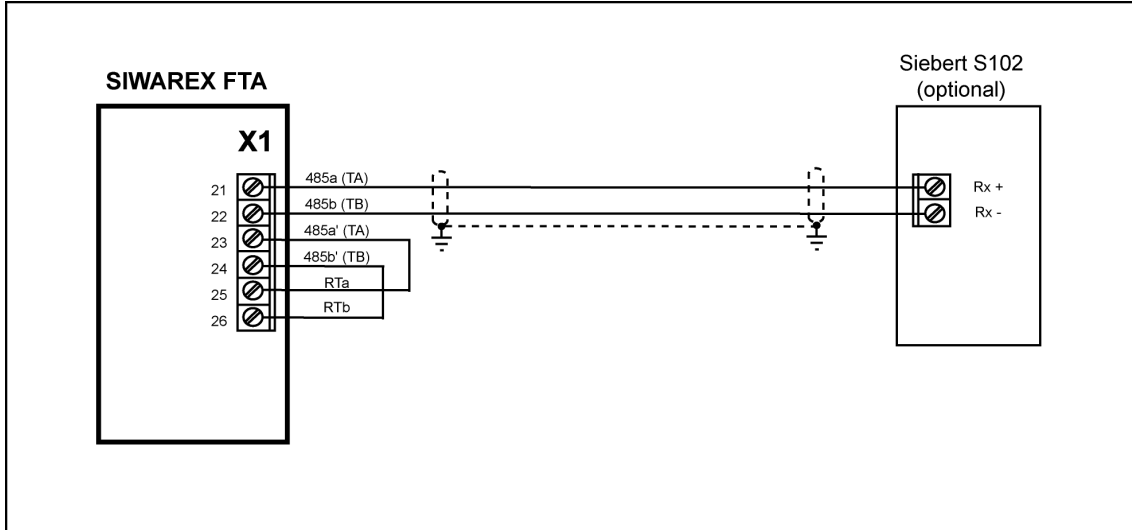 SIWAREX FTA
X1
21 485a (TA)
22 485b (TB)
23 485a' (TA)
24 485b' (TB)
25 RTa
26 RTb
Siebert S102
(optional)
Rx +
Rx -